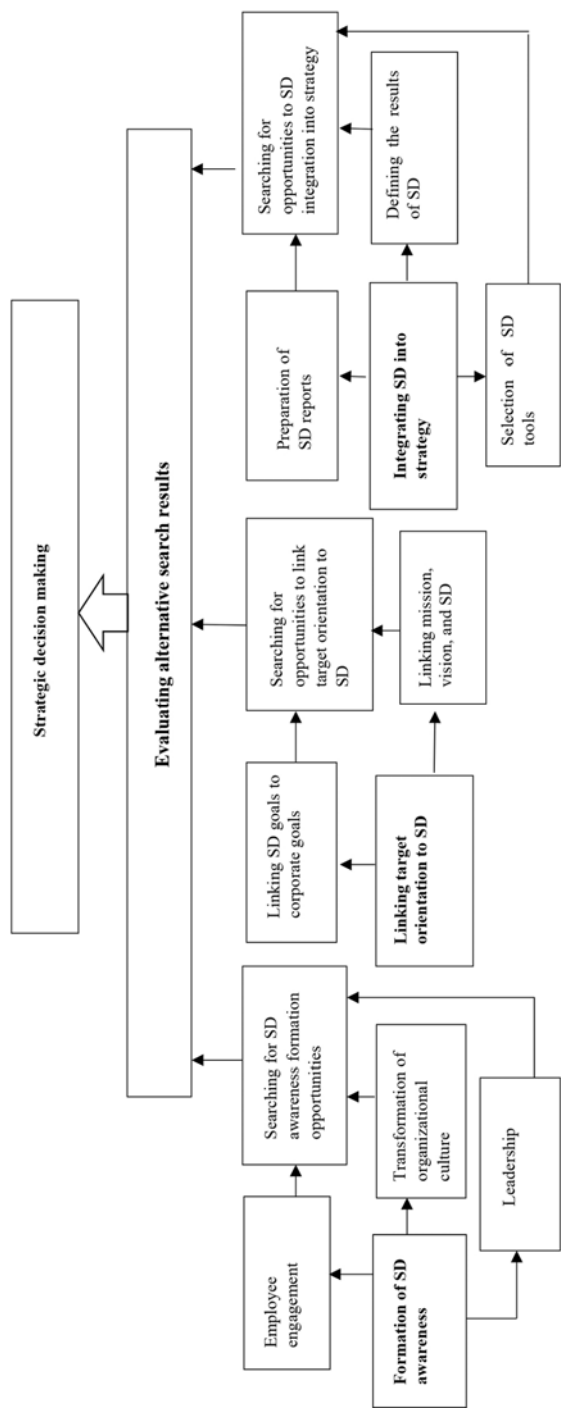 Strategic decision making
Evaluating alternative search results
Searching for SD
awareness formation
opportunities
Searching for
opportunities to link
target orientation to
SD
Searching for
opportunities to SD
integration into strategy
Employee
engagement
Transformation of
organizational
culture
Linking SD goals to
corporate goals
Linking mission,
vision, and SD
Preparation of
SD reports
Defining the results
of SD
Formation of SD
awareness
Leadership
Linking target
orientation to SD
Integrating SD into
strategy
Selection of SD
tools